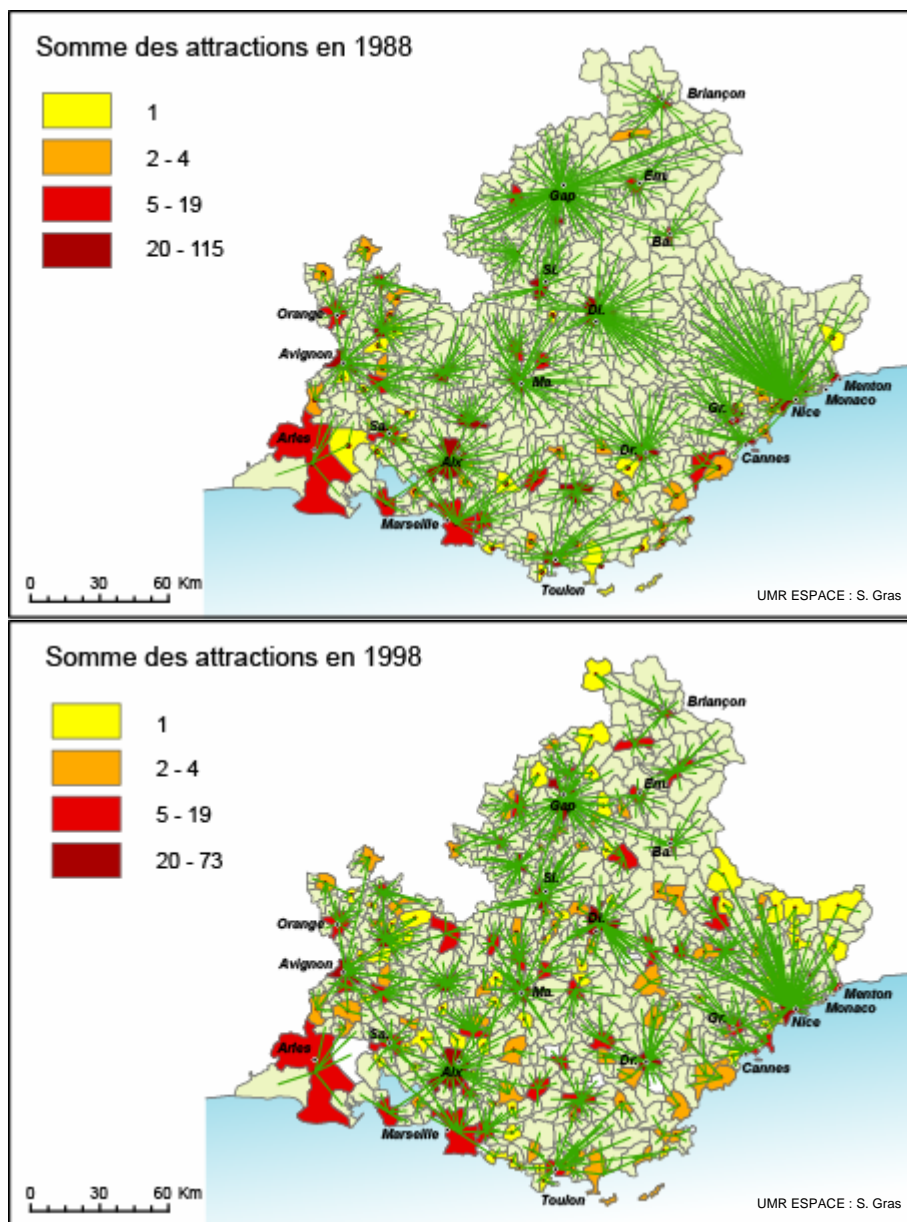 Somme des attractions en 1988
1
2 - 4
5 - 19
20 - 115
Briançon
Em.
Gap
Ba.
Si.
Di.
Orange
Avignon
Ma.
Menton
Monaco
Nice
Gr.
Arles
Sa.
Aix
Dr.
Cannes
Marseille
Toulon
0 30 60 Km
UMR ESPACE : S. Gras
Somme des attractions en 1998
1
2 - 4
5 - 19
20 - 73
Briançon
Em.
Gap
Ba.
Si.
Di.
Orange
Avignon
Ma.
Menton
Monaco
Nice
Gr.
Arles
Sa.
Aix
Dr.
Cannes
Marseille
Toulon
0 30 60 Km
UMR ESPACE : S. Gras